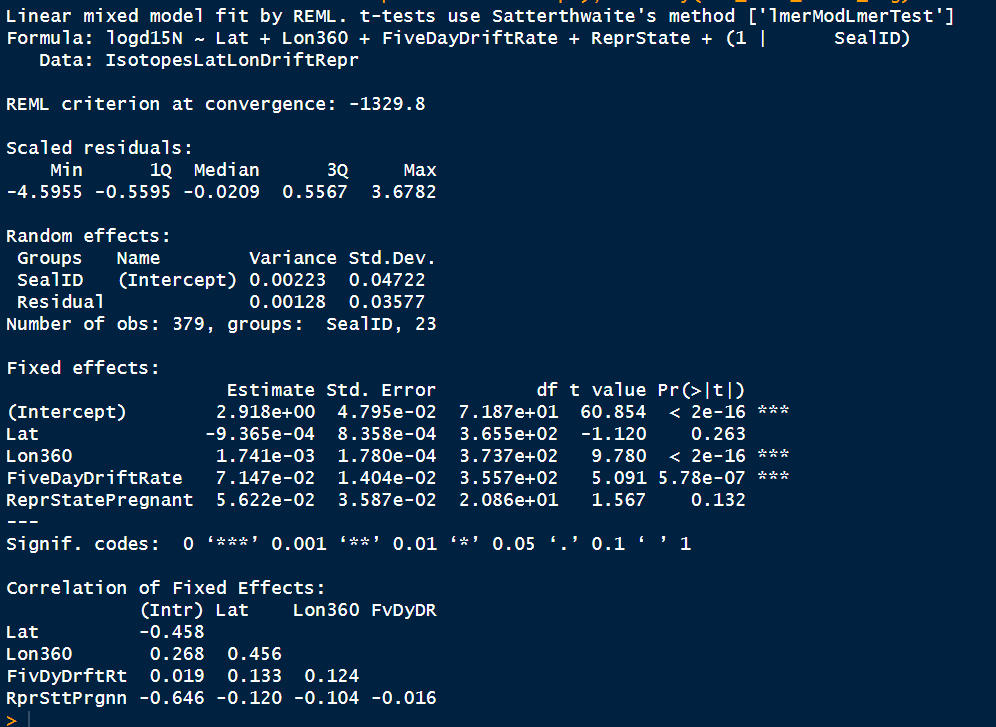 Linear mixed model fit by REML. t-tests use Satterthwaite's method ['lmerModLmerTest']
Formula: logd15N ~ Lat + Lon360 + FiveDayDriftRate + ReprState + (1 |      SealID)
   Data: IsotopesLatLonDriftRepr

REML criterion at convergence: -1329.8

Scaled residuals:
    Min      1Q  Median      3Q     Max
-4.5955 -0.5595 -0.0209  0.5567  3.6782

Random effects:
 Groups   Name        Variance Std.Dev.
 SealID   (Intercept) 0.00223  0.04722
 Residual             0.00128  0.03577
Number of obs: 379, groups:  SealID, 23

Fixed effects:
                    Estimate Std. Error         df t value Pr(>|t|)
(Intercept)        2.918e+00  4.795e-02  7.187e+01  60.854  < 2e-16 ***
Lat               -9.365e-04  8.358e-04  3.655e+02  -1.120    0.263
Lon360             1.741e-03  1.780e-04  3.737e+02   9.780  < 2e-16 ***
FiveDayDriftRate   7.147e-02  1.404e-02  3.557e+02   5.091 5.78e-07 ***
ReprStatePregnant  5.622e-02  3.587e-02  2.086e+01   1.567    0.132
---
Signif. codes:  0 ‘***’ 0.001 ‘**’ 0.01 ‘*’ 0.05 ‘.’ 0.1 ‘ ’ 1

Correlation of Fixed Effects:
            (Intr) Lat    Lon360 FvDyDR
Lat         -0.458
Lon360       0.268  0.456
FivDyDrftRt  0.019  0.133  0.124
RprSttPrgnn -0.646 -0.120 -0.104 -0.016
>